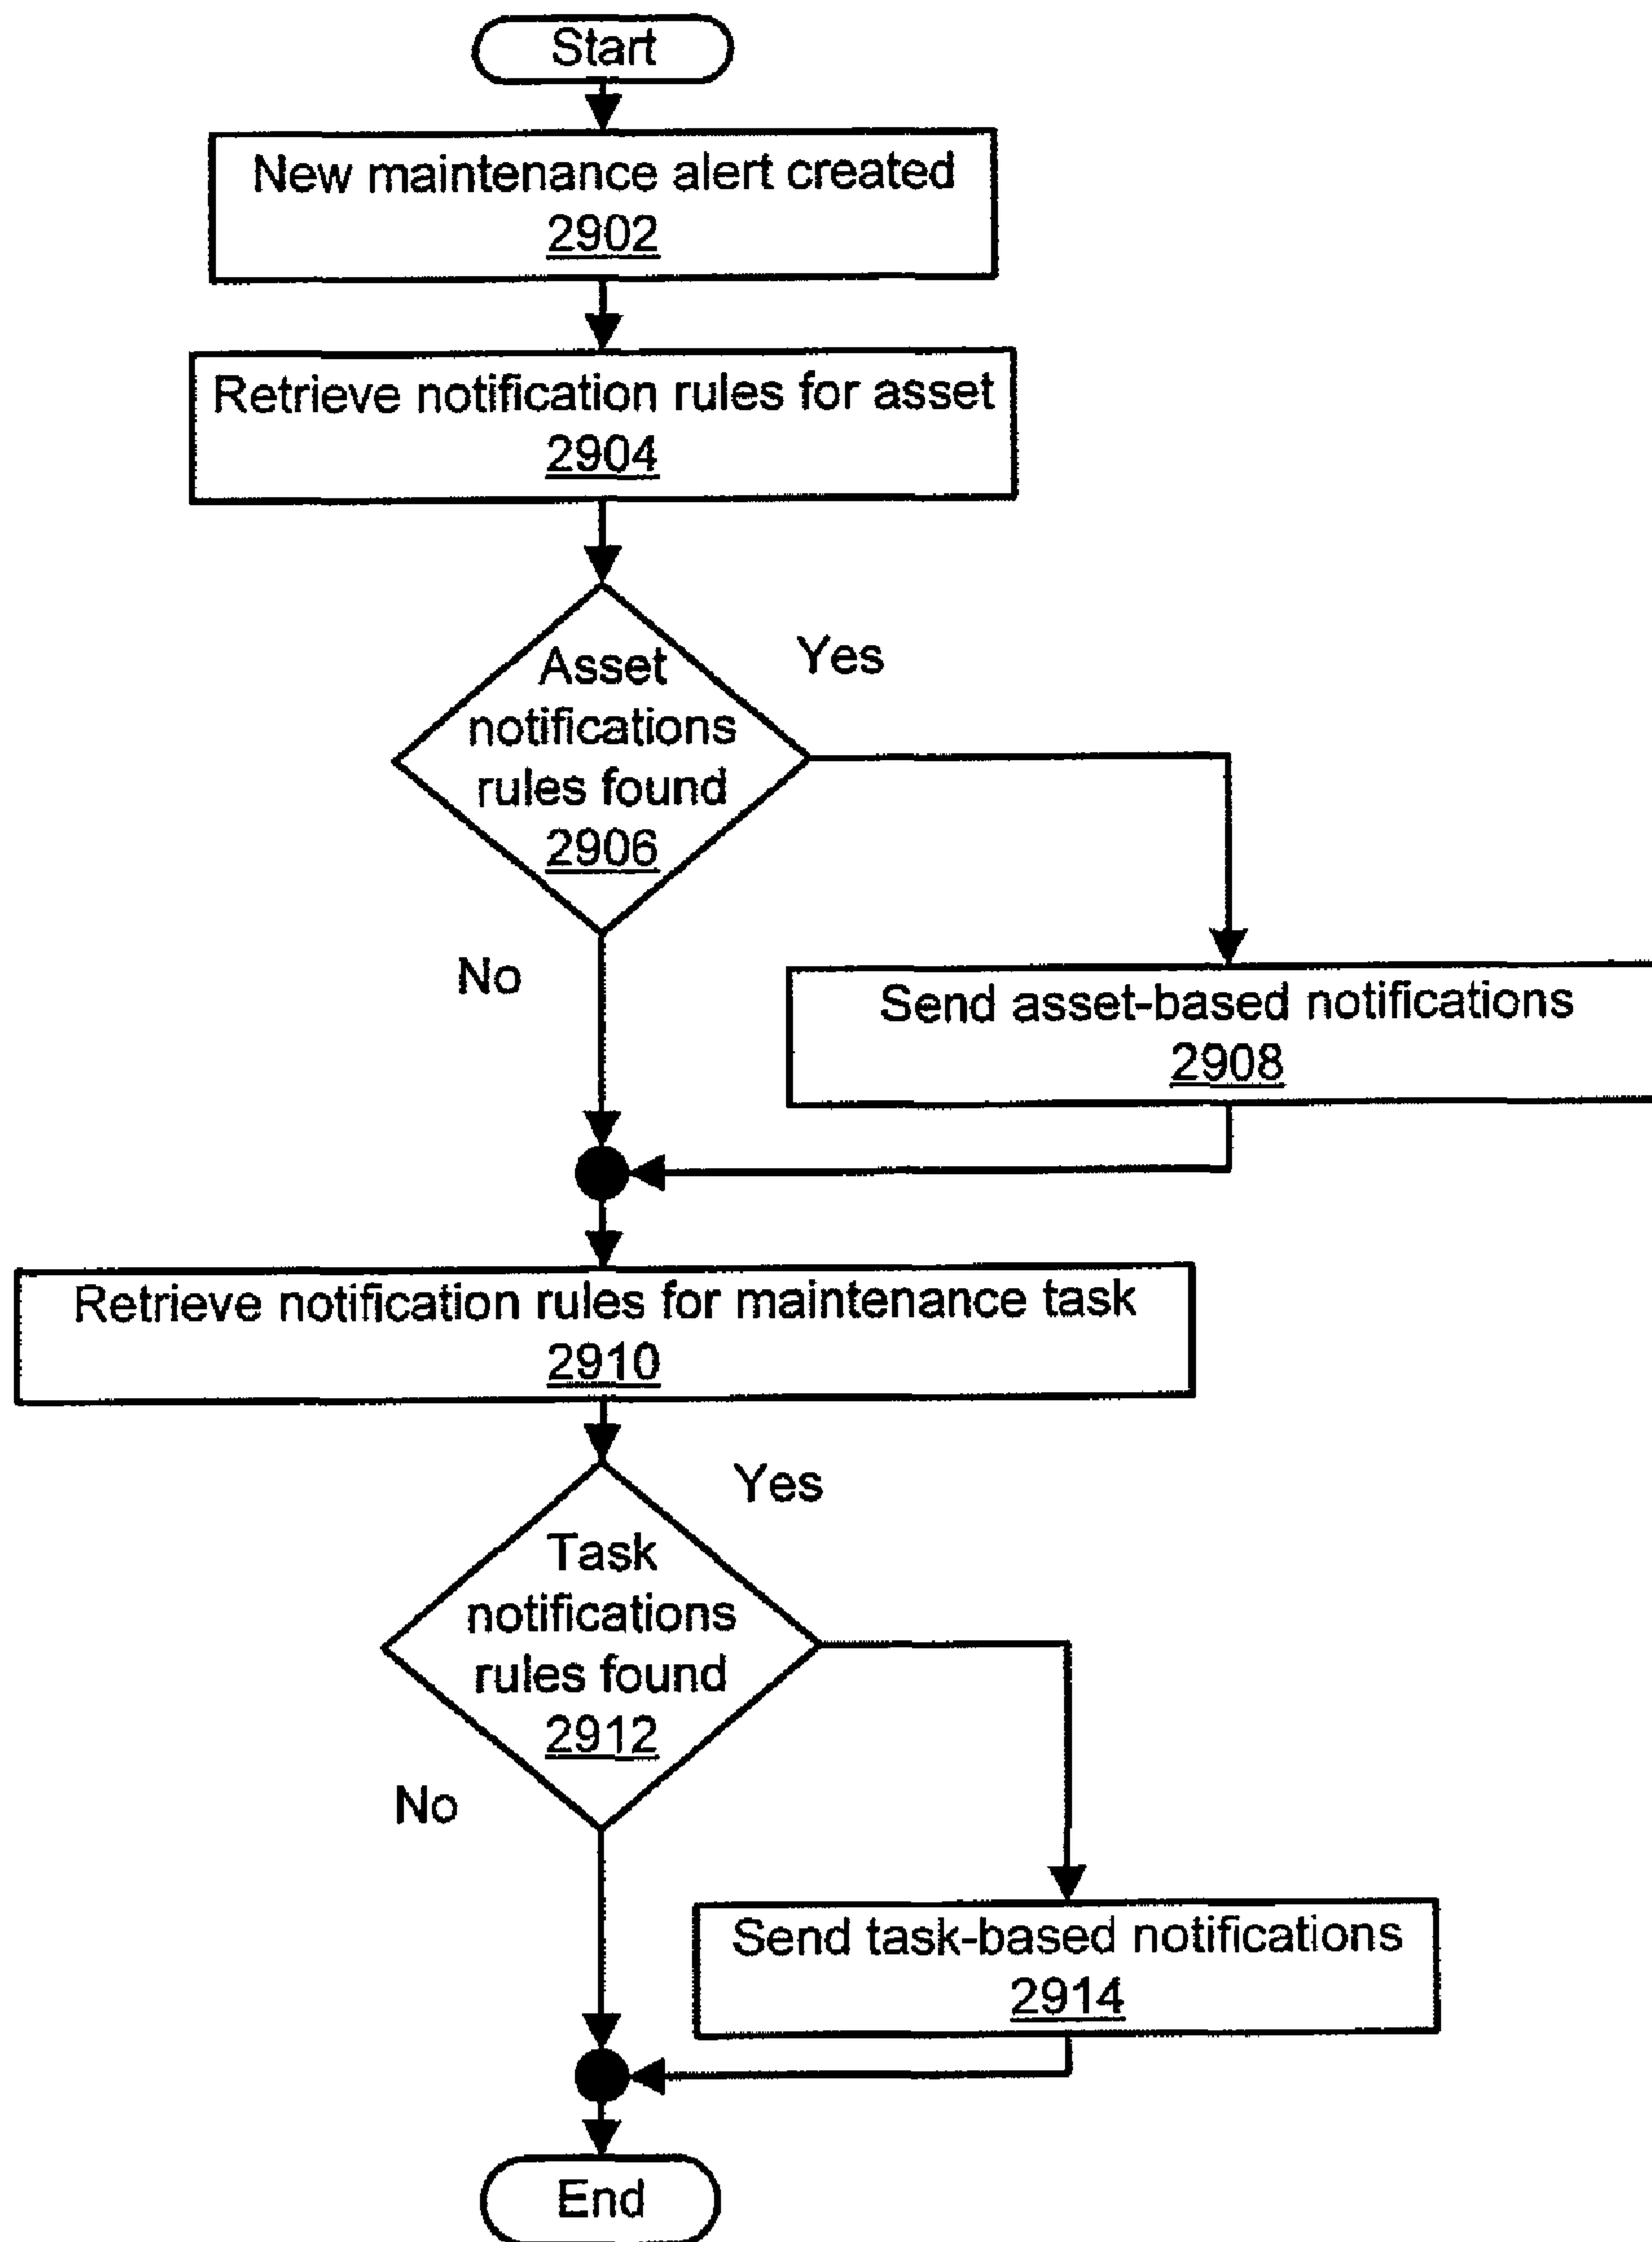 Start
New maintenance alert created
2902
Retrieve notification rules for asset
2904
Asset
notifications
rules found
2906
Yes
No
Send asset-based notifications
2908
Retrieve notification rules for maintenance task
2910
Yes
Task
notifications
rules found
2912
No
Send task-based notifications
2914
End